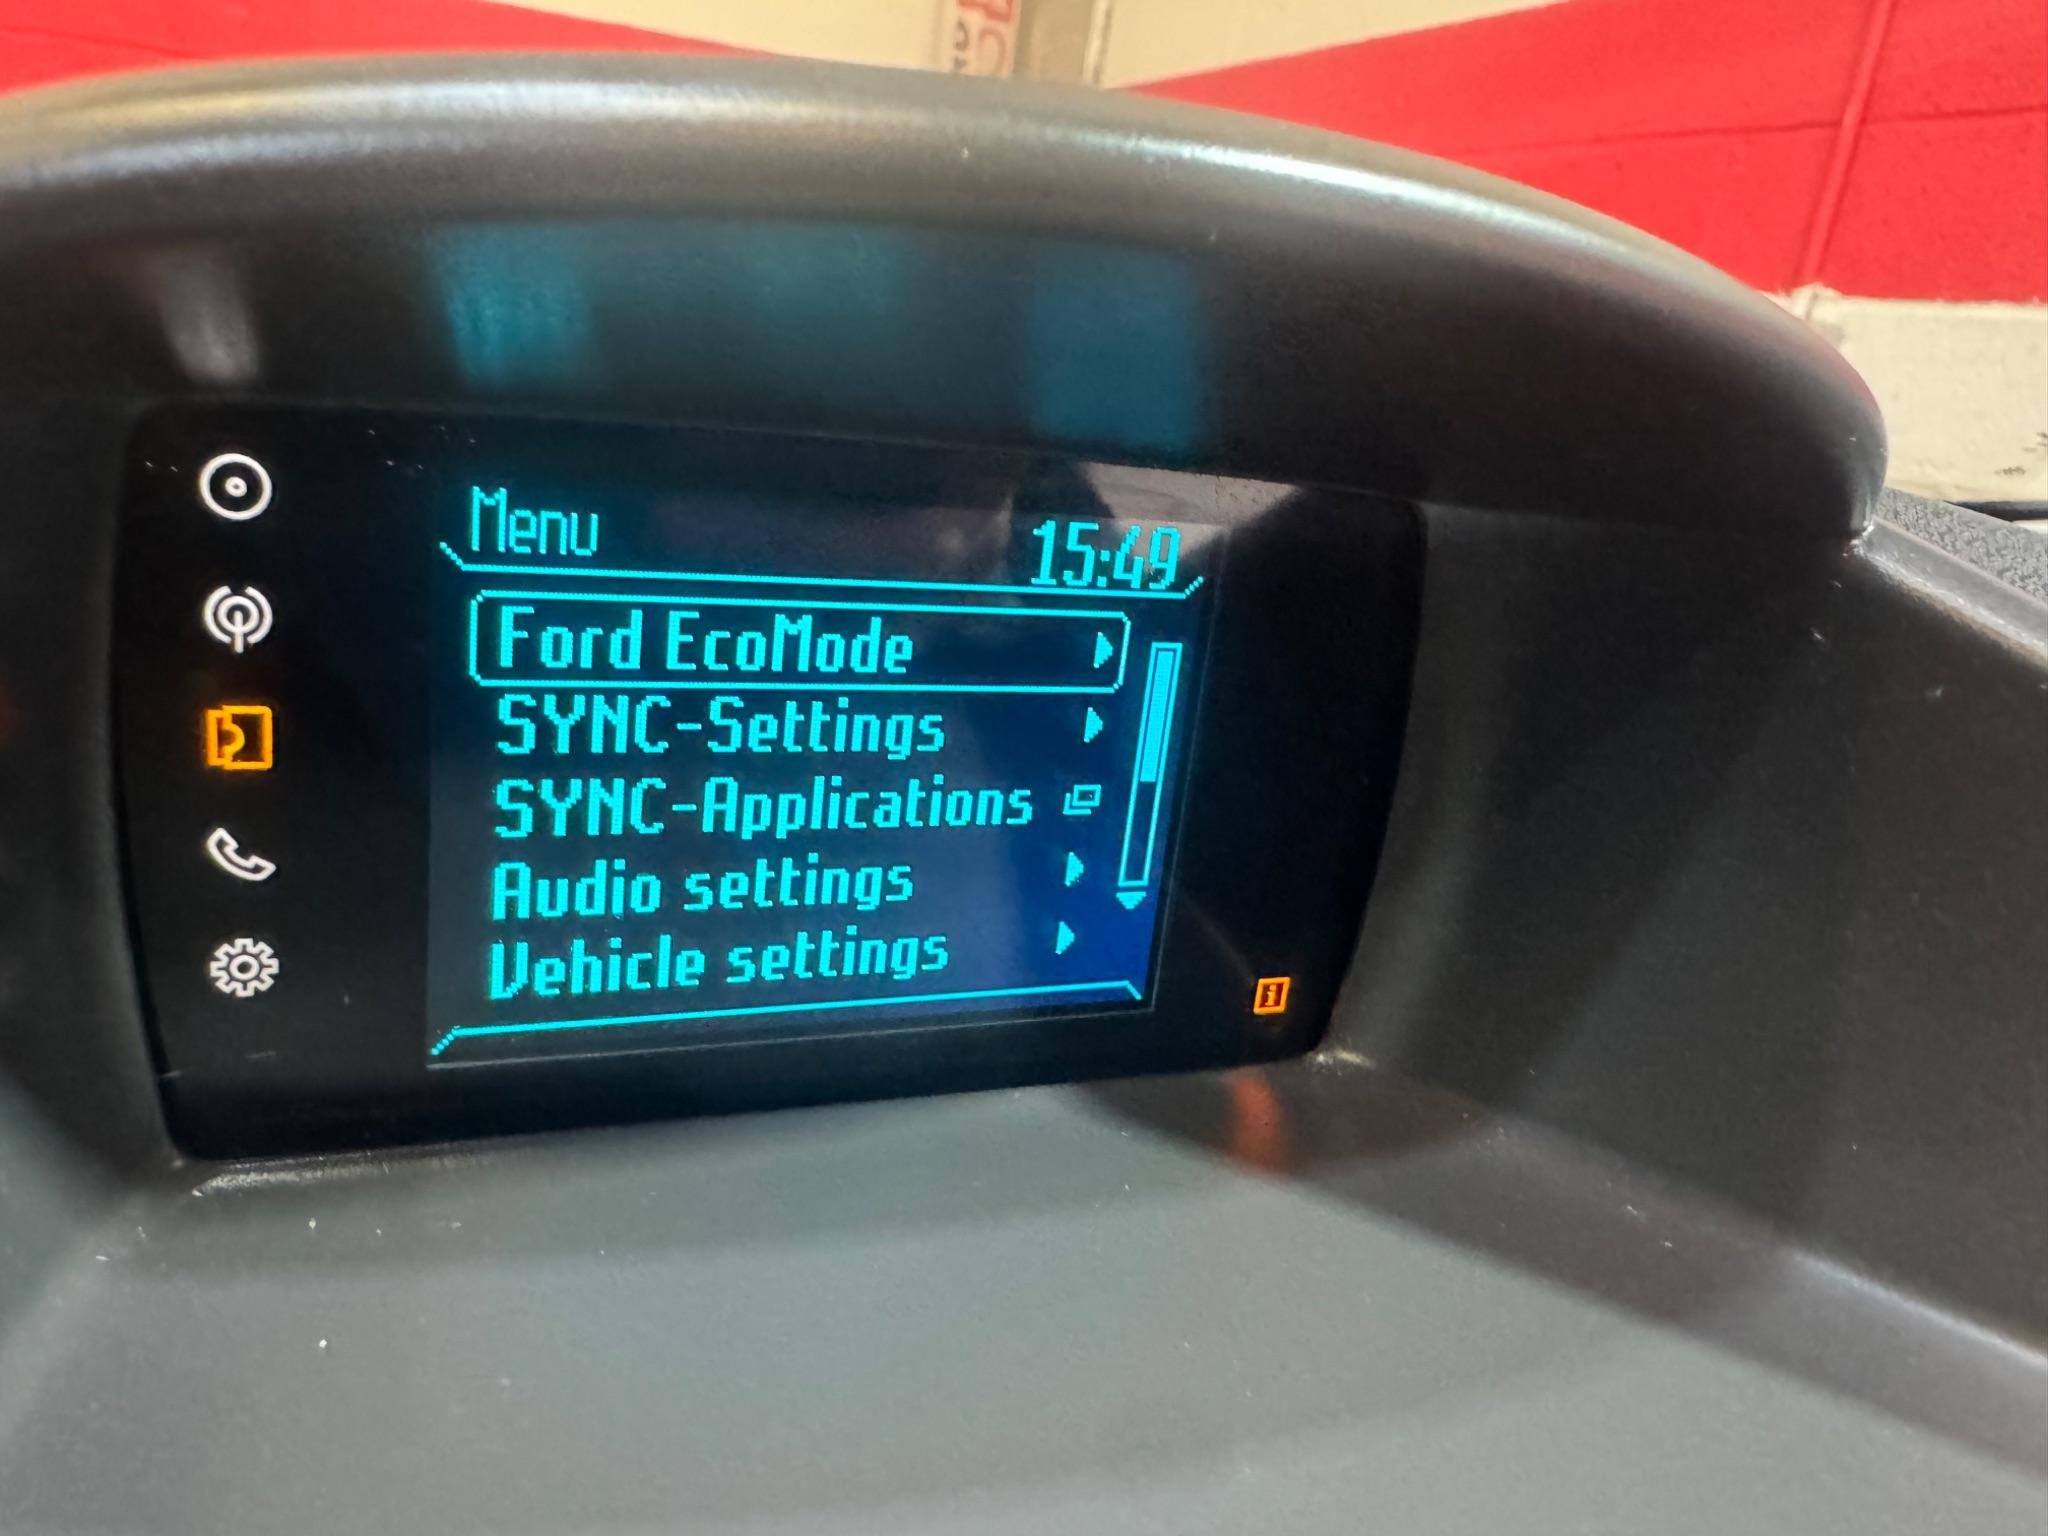 Menu
15:49
Ford EcoMode
SYNC-Settings
SYNC-Applications
Audio settings
Vehicle settings
i